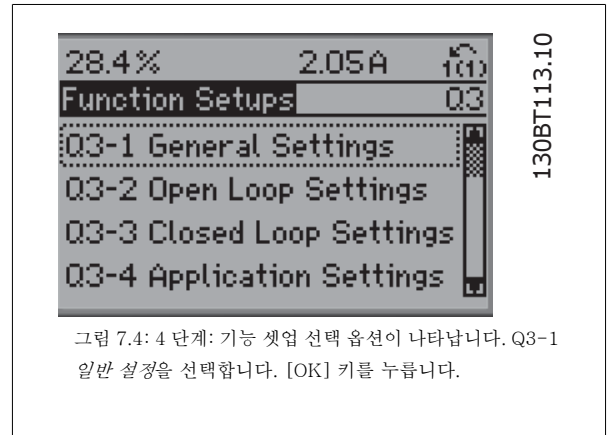 28.4% 2.05A 1(1)
Function Setups Q3
Q3-1 General Settings
Q3-2 Open Loop Settings
Q3-3 Closed Loop Settings
Q3-4 Application Settings
130BT113.10
그림 7.4: 4 단계: 기능 셋업 선택 옵션이 나타납니다. Q3-1
일반 설정을 선택합니다. [OK] 키를 누릅니다.